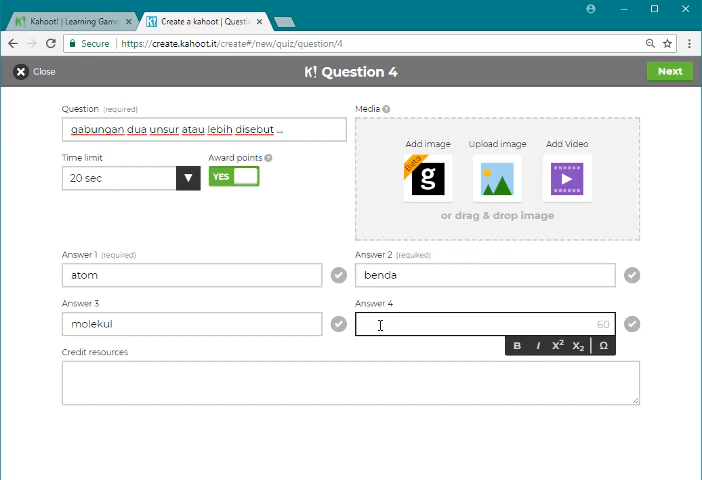 Kahoot! | Learning Game
Create a kahoot | Questi
Secure
https://create.kahoot.it/create#/new/quiz/question/4
Close
K! Question 4
Next
Question (required)
gabungan dua unsur atau lebih disebut ...
Time limit
Award points
20 sec
YES
Media
Add image
Upload image
Add Video
Beta
g
or drag & drop image
Answer 1 (required)
Answer 2 (required)
atom
benda
Answer 3
Answer 4
molekul
60
B I X² X₂ Ω
Credit resources